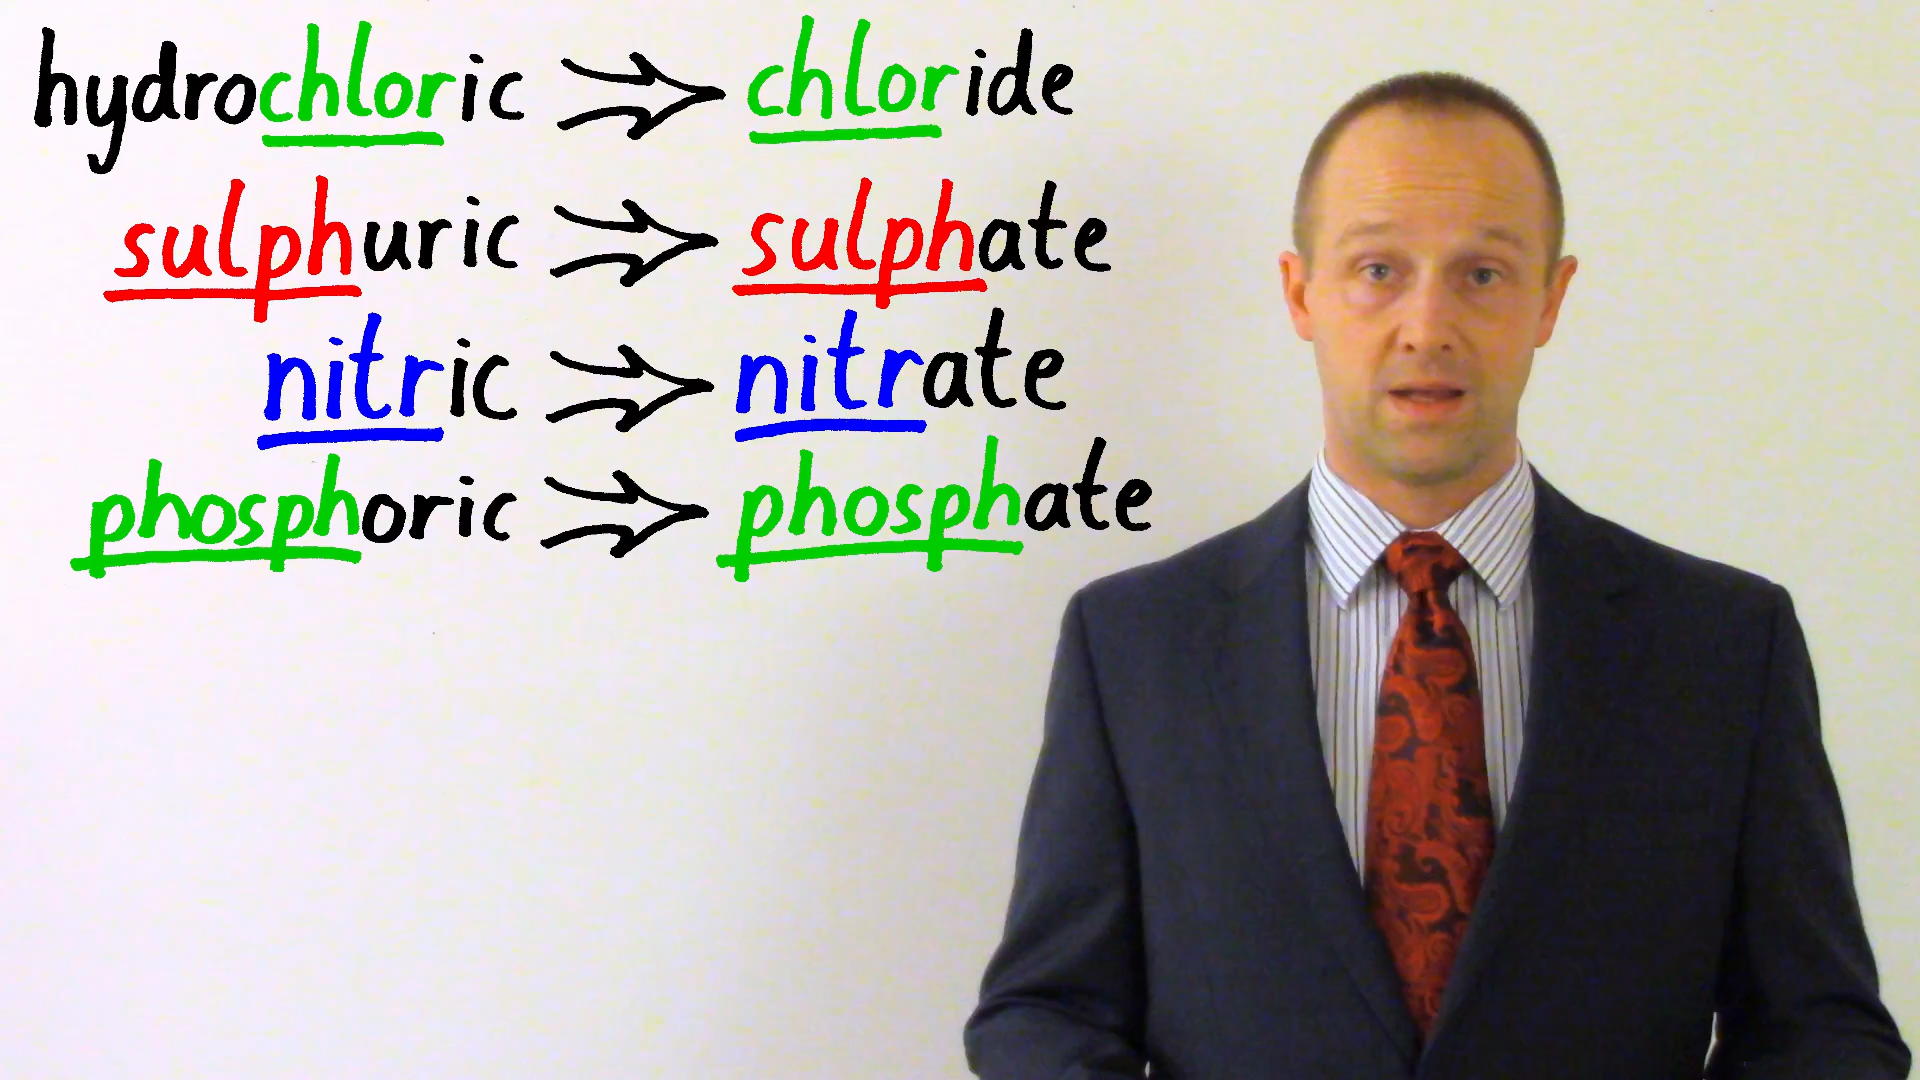 hydrochloric → chloride
sulphuric → sulphate
nitric → nitrate
phosphoric → phosphate